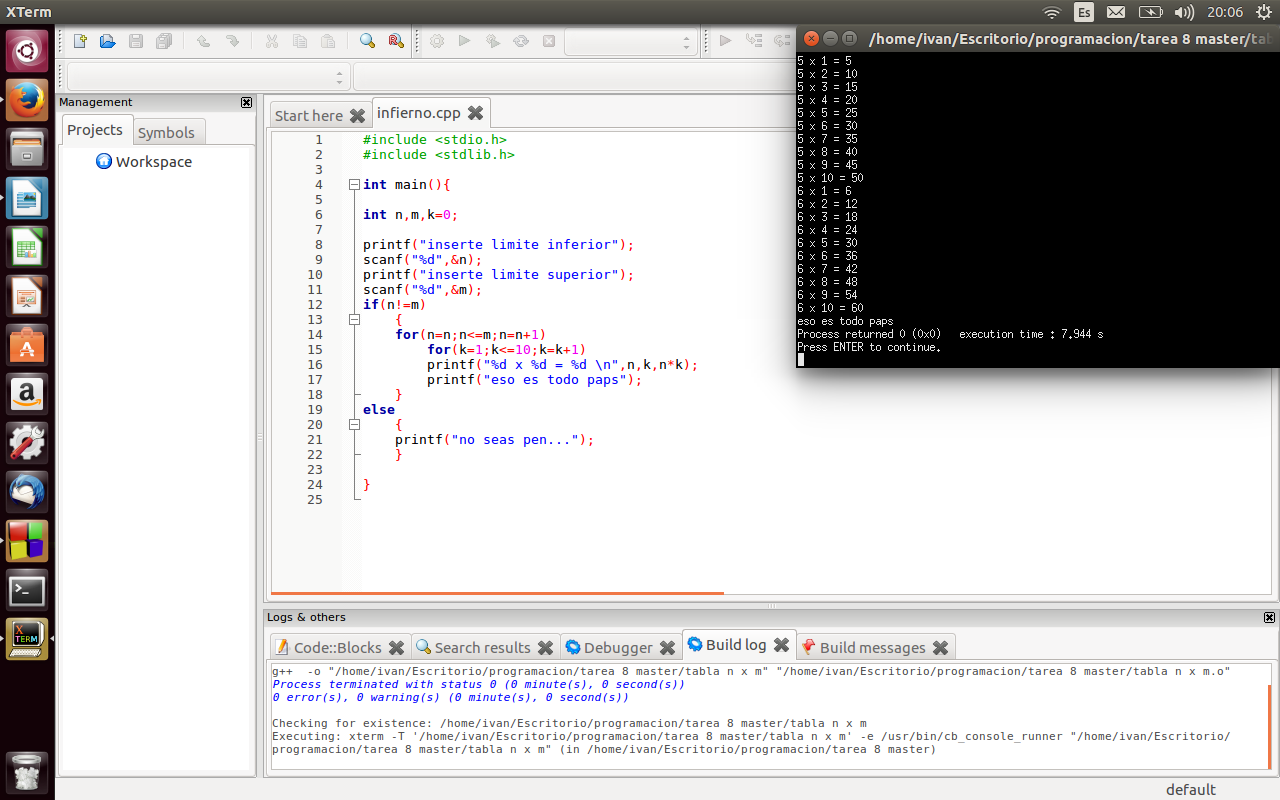 XTerm
Es
20:06
/home/ivan/Escritorio/programacion/tarea 8 master/tab
Management
Projects
Symbols
Workspace
Start here
infierno.cpp
1 #include <stdio.h>
2 #include <stdlib.h>
3
4 int main(){
5
6 int n,m,k=0;
7
8 printf("inserte limite inferior");
9 scanf("%d",&n);
10 printf("inserte limite superior");
11 scanf("%d",&m);
12 if(n!=m)
13 {
14 for(n=n;n<=m;n=n+1)
15 for(k=1;k<=10;k=k+1)
16 printf("%d x %d = %d \n",n,k,n*k);
17 printf("eso es todo paps");
18 }
19 else
20 {
21 printf("no seas pen...");
22 }
23
24 }
25
5 x 1 = 5
5 x 2 = 10
5 x 3 = 15
5 x 4 = 20
5 x 5 = 25
5 x 6 = 30
5 x 7 = 35
5 x 8 = 40
5 x 9 = 45
5 x 10 = 50
6 x 1 = 6
6 x 2 = 12
6 x 3 = 18
6 x 4 = 24
6 x 5 = 30
6 x 6 = 36
6 x 7 = 42
6 x 8 = 48
6 x 9 = 54
6 x 10 = 60
eso es todo paps
Process returned 0 (0x0) execution time : 7.944 s
Press ENTER to continue.
X
TERM
Logs & others
Code::Blocks
Search results
Debugger
Build log
Build messages
g++ -o "/home/ivan/Escritorio/programacion/tarea 8 master/tabla n x m" "/home/ivan/Escritorio/programacion/tarea 8 master/tabla n x m.o"
Process terminated with status 0 (0 minute(s), 0 second(s))
0 error(s), 0 warning(s) (0 minute(s), 0 second(s))
Checking for existence: /home/ivan/Escritorio/programacion/tarea 8 master/tabla n x m
Executing: xterm -T '/home/ivan/Escritorio/programacion/tarea 8 master/tabla n x m' -e /usr/bin/cb_console_runner "/home/ivan/Escritorio/
programacion/tarea 8 master/tabla n x m" (in /home/ivan/Escritorio/programacion/tarea 8 master)
default